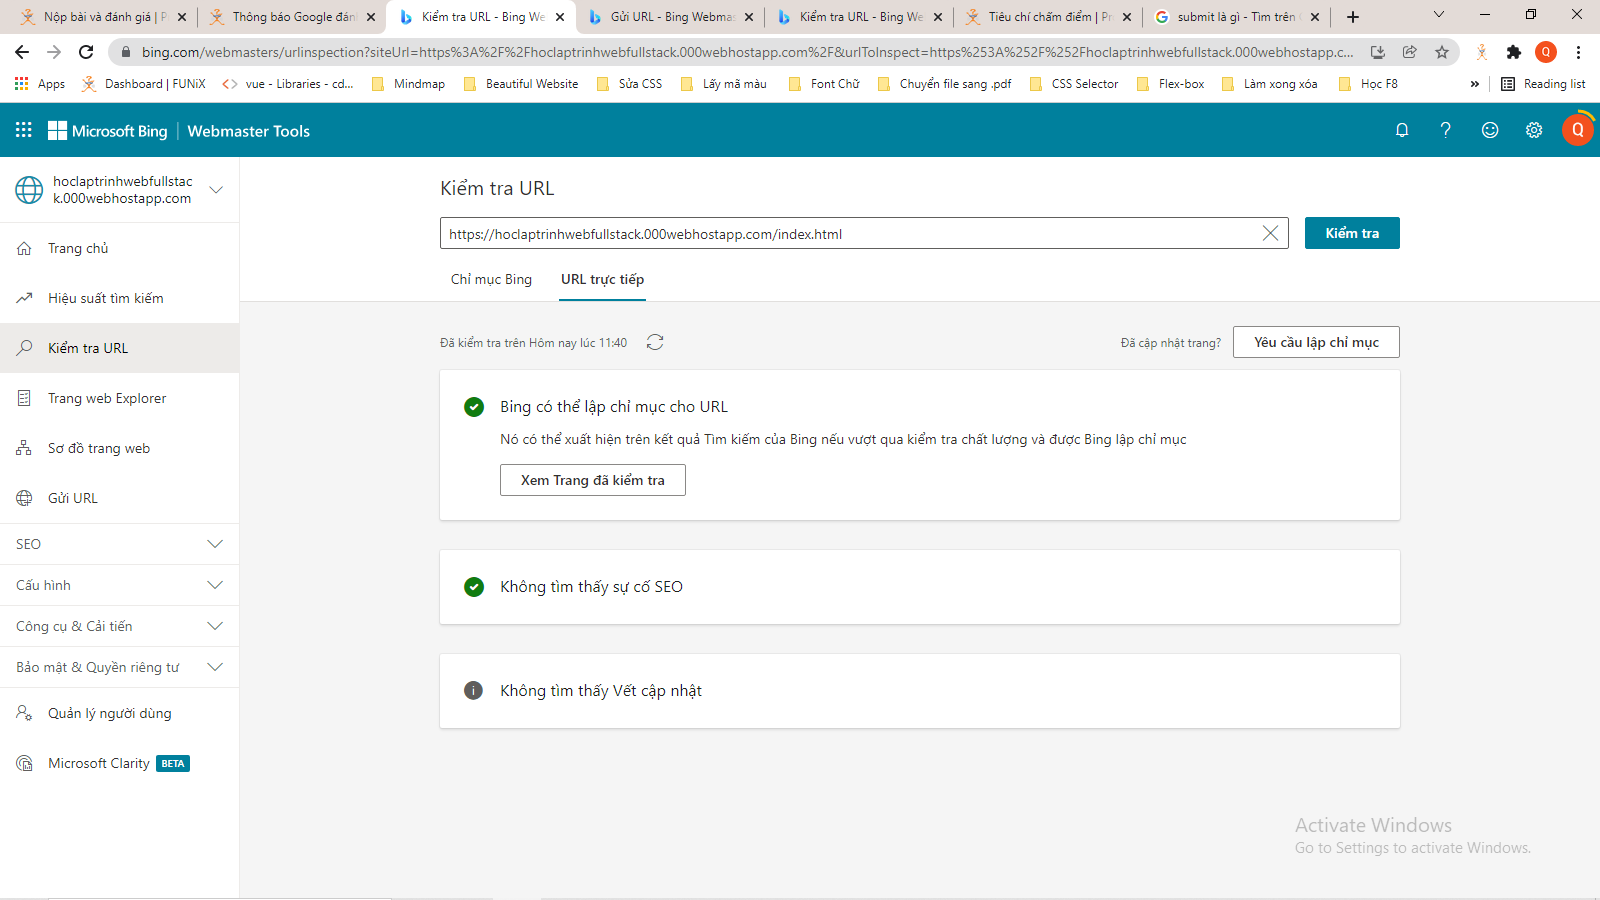 Nộp bài và đánh giá | P
Thông báo Google đán
Kiểm tra URL - Bing We
Gửi URL - Bing Webmas
Kiểm tra URL - Bing We
Tiêu chí chấm điểm | Pr
submit là gì - Tìm trên
bing.com/webmasters/urlinspection?siteUrl=https%3A%2F%2Fhoclaptrinhwebfullstack.000webhostapp.com%2F&urlToInspect=https%253A%252F%252Fhoclaptrinhwebfullstack.000webhostapp.c...
Q
Apps
Dashboard | FUNiX
vue - Libraries - cd...
Mindmap
Beautiful Website
Sửa CSS
Lấy mã màu
Font Chữ
Chuyển file sang .pdf
CSS Selector
Flex-box
Làm xong xóa
Học F8
»
Reading list
Microsoft Bing | Webmaster Tools
Q
hoclaptrinhwebfullstac
k.000webhostapp.com
Trang chủ
Hiệu suất tìm kiếm
Kiểm tra URL
Trang web Explorer
Sơ đồ trang web
Gửi URL
SEO
Cấu hình
Công cụ & Cải tiến
Bảo mật & Quyền riêng tư
Quản lý người dùng
Microsoft Clarity BETA
Kiểm tra URL
https://hoclaptrinhwebfullstack.000webhostapp.com/index.html
Kiểm tra
Chỉ mục Bing
URL trực tiếp
Đã kiểm tra trên Hôm nay lúc 11:40
Đã cập nhật trang?
Yêu cầu lập chỉ mục
Bing có thể lập chỉ mục cho URL
Nó có thể xuất hiện trên kết quả Tìm kiếm của Bing nếu vượt qua kiểm tra chất lượng và được Bing lập chỉ mục
Xem Trang đã kiểm tra
Không tìm thấy sự cố SEO
Không tìm thấy Vết cập nhật
Activate Windows
Go to Settings to activate Windows.